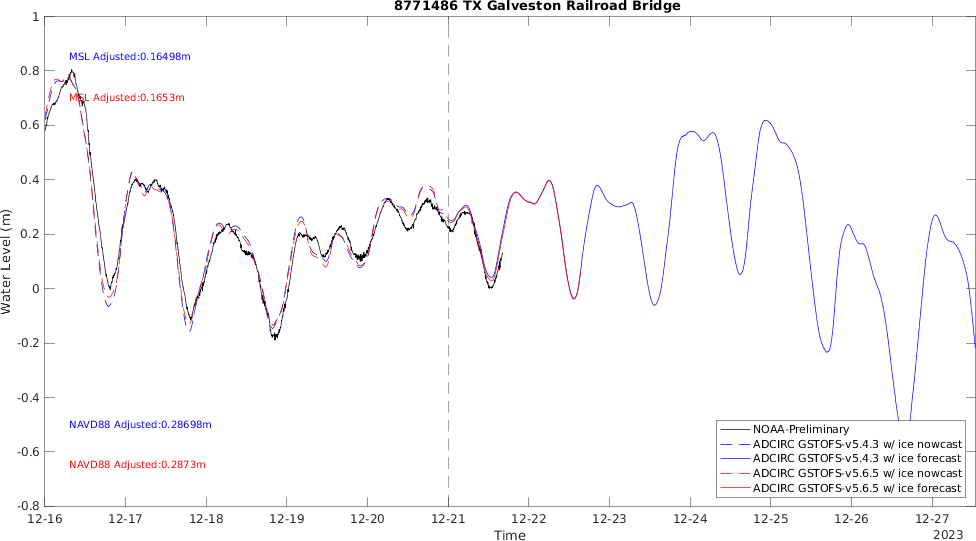 8771486 TX Galveston Railroad Bridge
1
0.8
0.6
0.4
0.2
0
-0.2
-0.4
-0.6
-0.8
Water Level (m)
MSL Adjusted:0.16498m
MSL Adjusted:0.1653m
NAVD88 Adjusted:0.28698m
NAVD88 Adjusted:0.2873m
NOAA-Preliminary
ADCIRC GSTOFS-v5.4.3 w/ ice nowcast
ADCIRC GSTOFS-v5.4.3 w/ ice forecast
ADCIRC GSTOFS-v5.6.5 w/ ice nowcast
ADCIRC GSTOFS-v5.6.5 w/ ice forecast
12-16 12-17 12-18 12-19 12-20 12-21 12-22 12-23 12-24 12-25 12-26 12-27
Time
2023